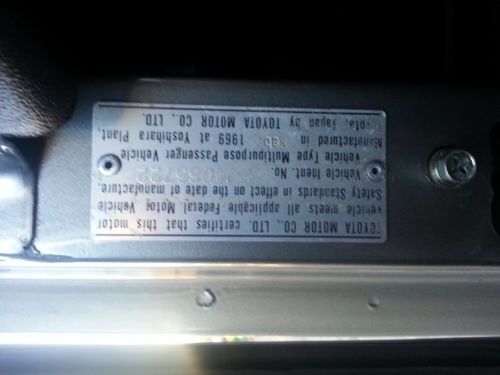 TOYOTA MOTOR CO., LTD. certifies that this motor
vehicle meets all applicable Federal Motor Vehicle
Safety Standards in effect on the date of manufacture.
Vehicle Ident. No.
Vehicle Type Multipurpose Passenger Vehicle
Manufactured in 1969 at Yoshihara Plant,
Toyota, Japan by TOYOTA MOTOR CO., LTD.